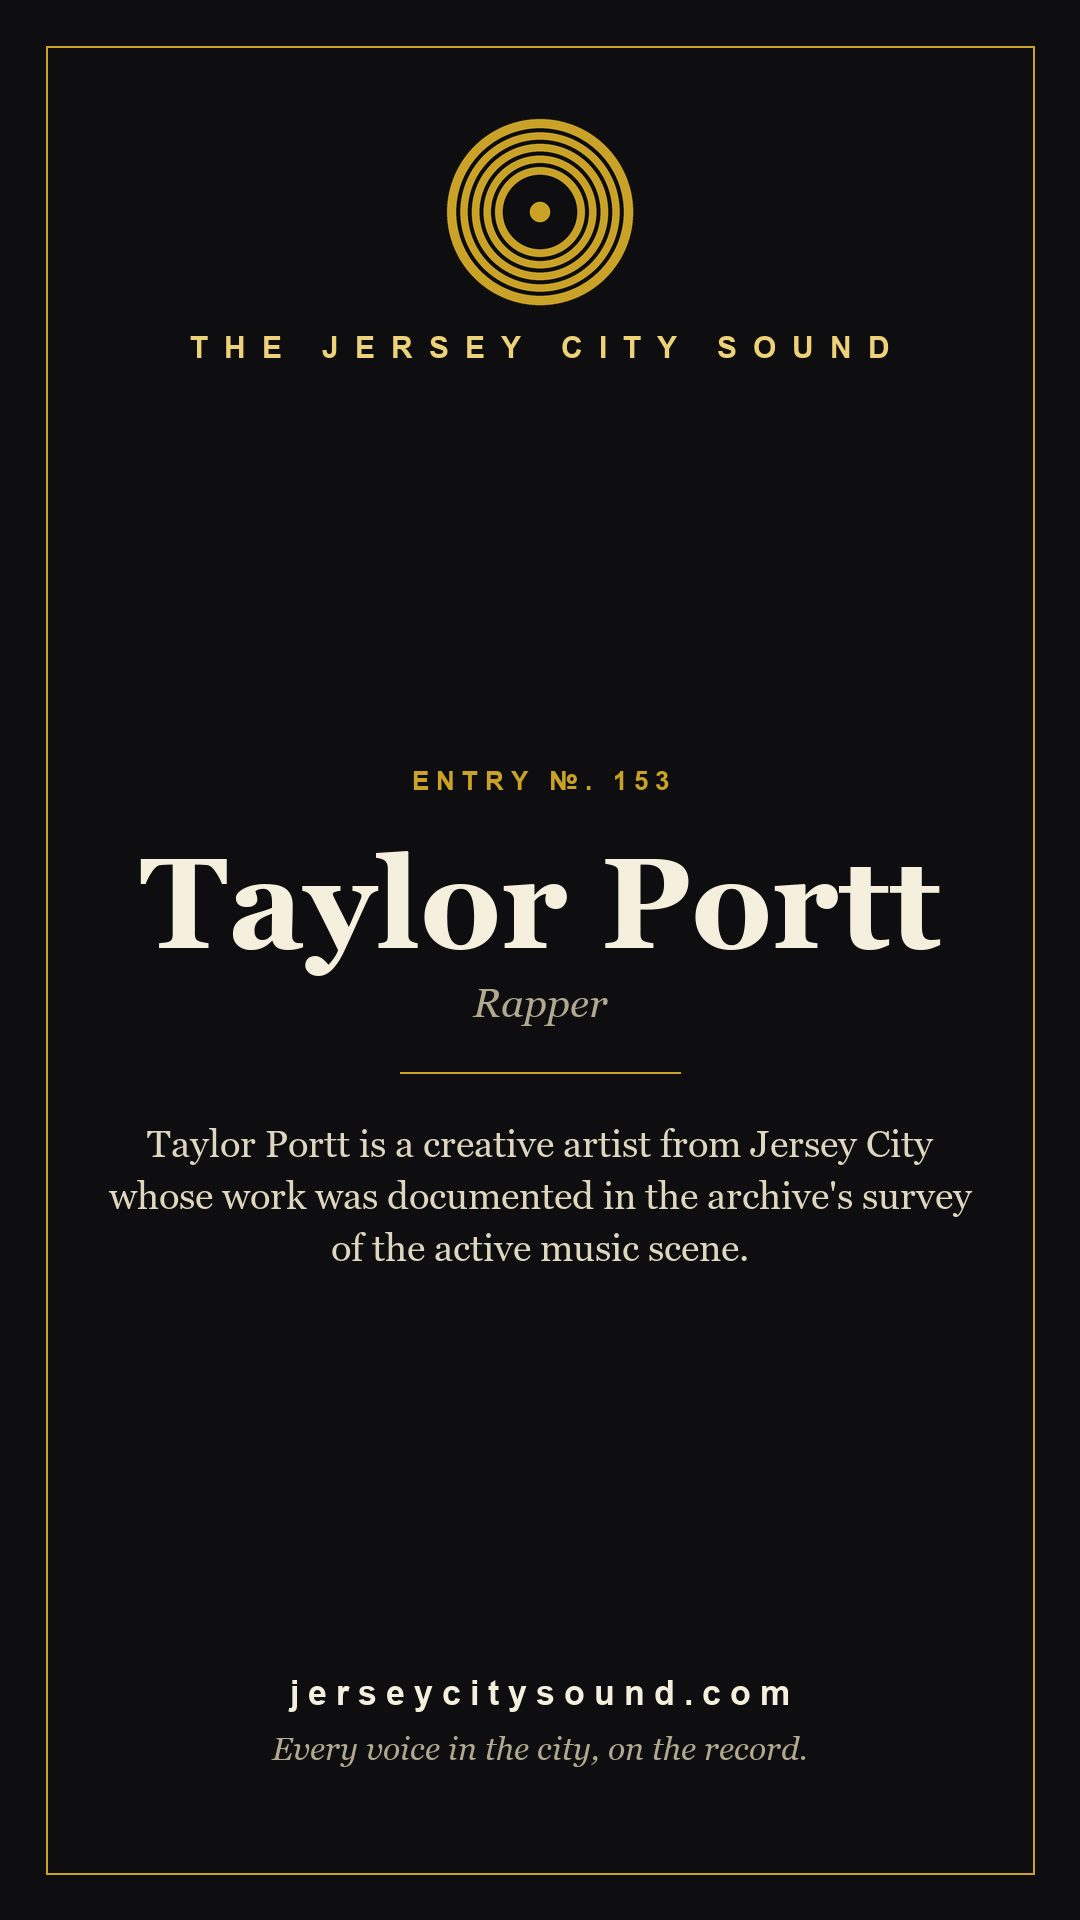 THE JERSEY CITY SOUND
ENTRY №. 153
Taylor Portt
Rapper
Taylor Portt is a creative artist from Jersey City
whose work was documented in the archive's survey
of the active music scene.
jerseycitysound.com
Every voice in the city, on the record.